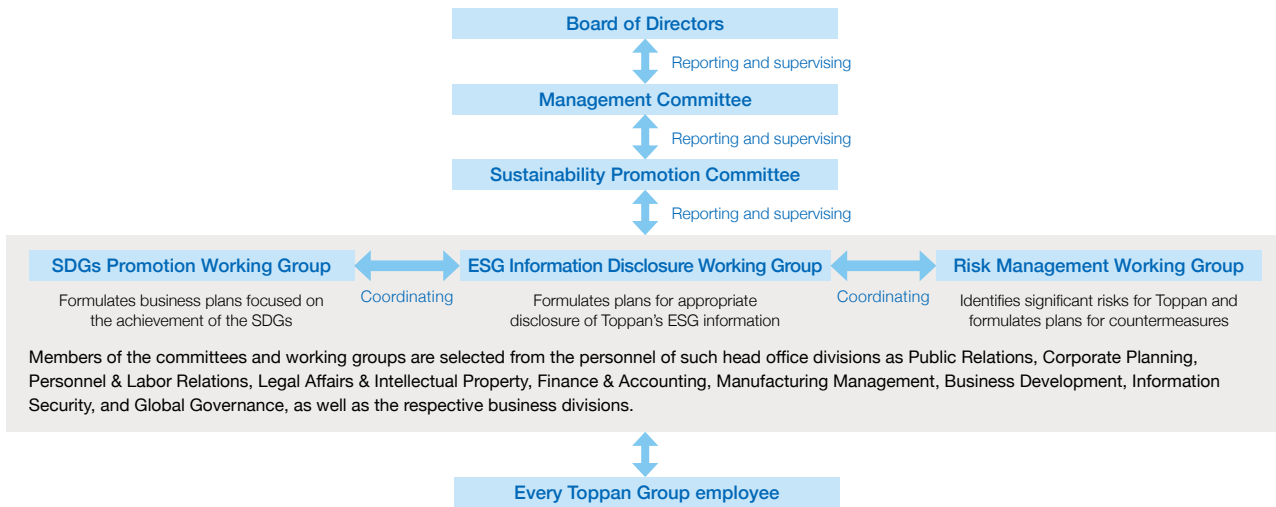 Board of Directors
Reporting and supervising
Management Committee
Reporting and supervising
Sustainability Promotion Committee
Reporting and supervising
SDGs Promotion Working Group
Coordinating
ESG Information Disclosure Working Group
Coordinating
Risk Management Working Group
Formulates business plans focused on
the achievement of the SDGs
Formulates plans for appropriate
disclosure of Toppan's ESG information
Identifies significant risks for Toppan and
formulates plans for countermeasures
Members of the committees and working groups are selected from the personnel of such head office divisions as Public Relations, Corporate Planning,
Personnel & Labor Relations, Legal Affairs & Intellectual Property, Finance & Accounting, Manufacturing Management, Business Development, Information
Security, and Global Governance, as well as the respective business divisions.
Every Toppan Group employee